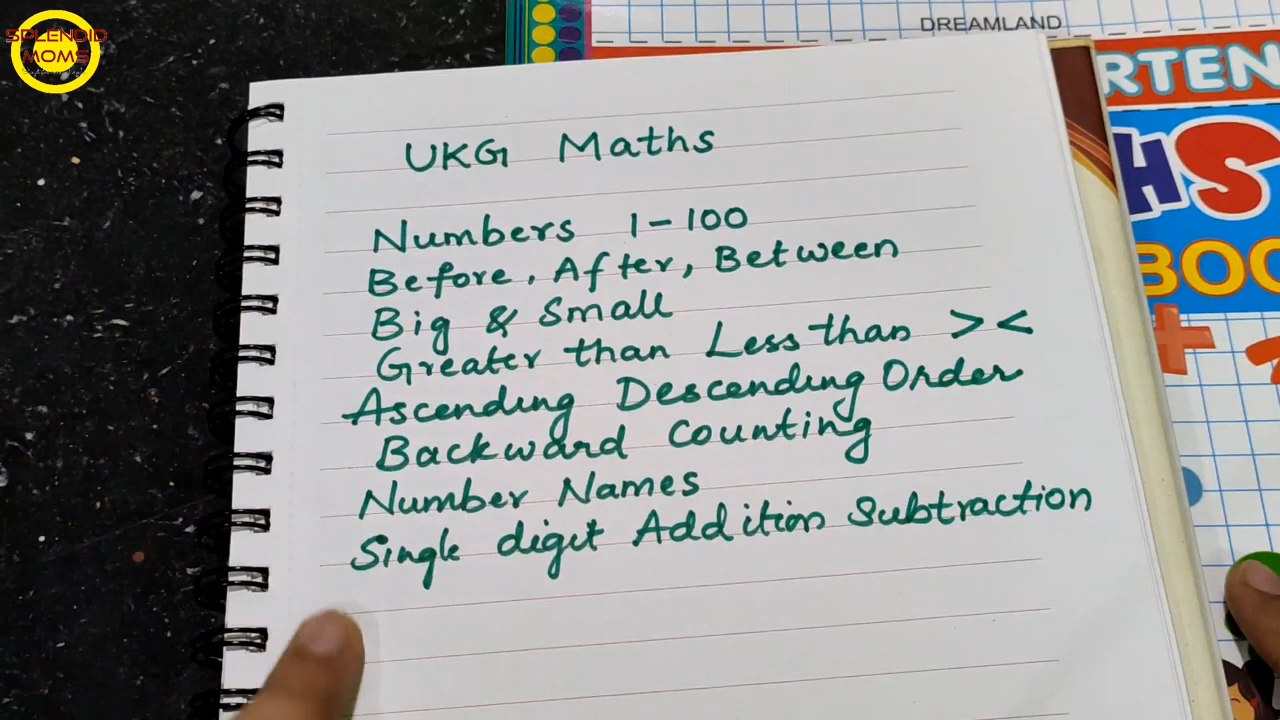 SPLENDID
MOMS
DREAMLAND
UKG Maths
Numbers 1-100
Before, After, Between
Big & Small
Greater than Less than > <
Ascending Descending Order
Backward Counting
Number Names
Single digit Addition Subtraction
RTEN
HS
BOO
+